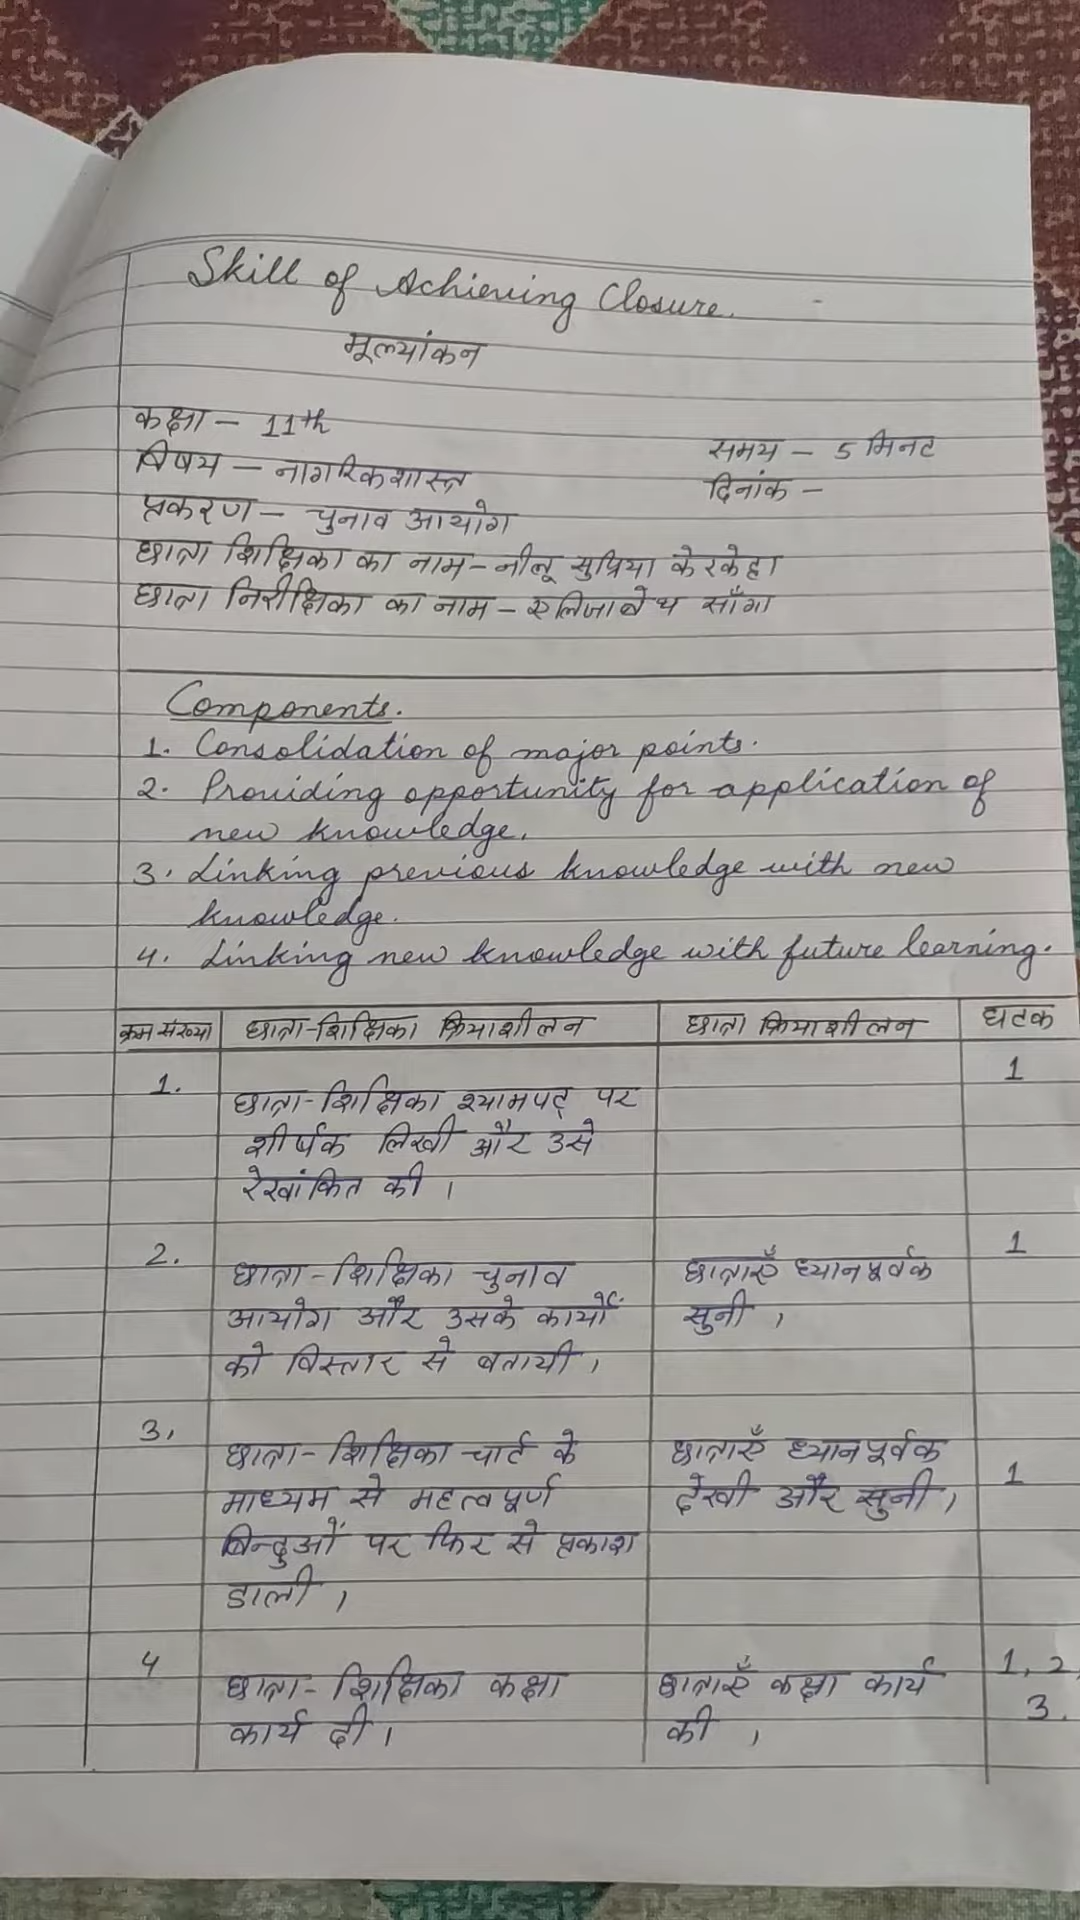 Skill of Achieving Closure.
मूल्यांकन
कक्षा - 11th
समय - 5 मिनट
विषय - नागरिकशास्त्र
दिनांक -
प्रकरण - चुनाव आयोग
छात्रा शिक्षिका का नाम - नीलू सुप्रिया केरकेट्टा
छात्रा निरीक्षिका का नाम - एलिजाबेथ साँगा
Components.
1. Consolidation of major points.
2. Providing opportunity for application of
new knowledge.
3. Linking previous knowledge with new
knowledge.
4. Linking new knowledge with future learning.
क्रम संख्या छात्रा-शिक्षिका क्रियाशीलन छात्रा क्रियाशीलन घटक
1. 1
छात्रा-शिक्षिका श्यामपट् पर
शीर्षक लिखी और उसे
रेखांकित की।
2. 1
छात्रा-शिक्षिका चुनाव छात्राएँ ध्यानपूर्वक
आयोग और उसके कार्यों सुनी।
को विस्तार से बतायी।
3.
छात्रा-शिक्षिका चार्ट के छात्राएँ ध्यानपूर्वक
माध्यम से महत्वपूर्ण देखी और सुनी। 1
बिन्दुओं पर फिर से प्रकाश
डाली।
4 1, 2,
छात्रा-शिक्षिका कक्षा छात्राएँ कक्षा कार्य
कार्य दी। की। 3.